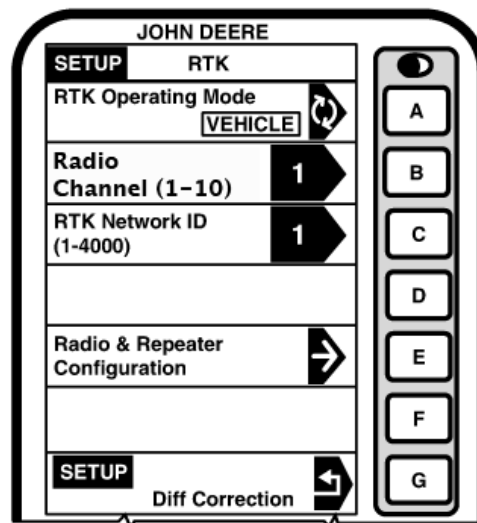 JOHN DEERE
SETUP RTK
RTK Operating Mode
VEHICLE
A
Radio
Channel (1-10)
1
B
RTK Network ID
(1-4000)
1
C
D
Radio & Repeater
Configuration
E
F
SETUP
Diff Correction
G